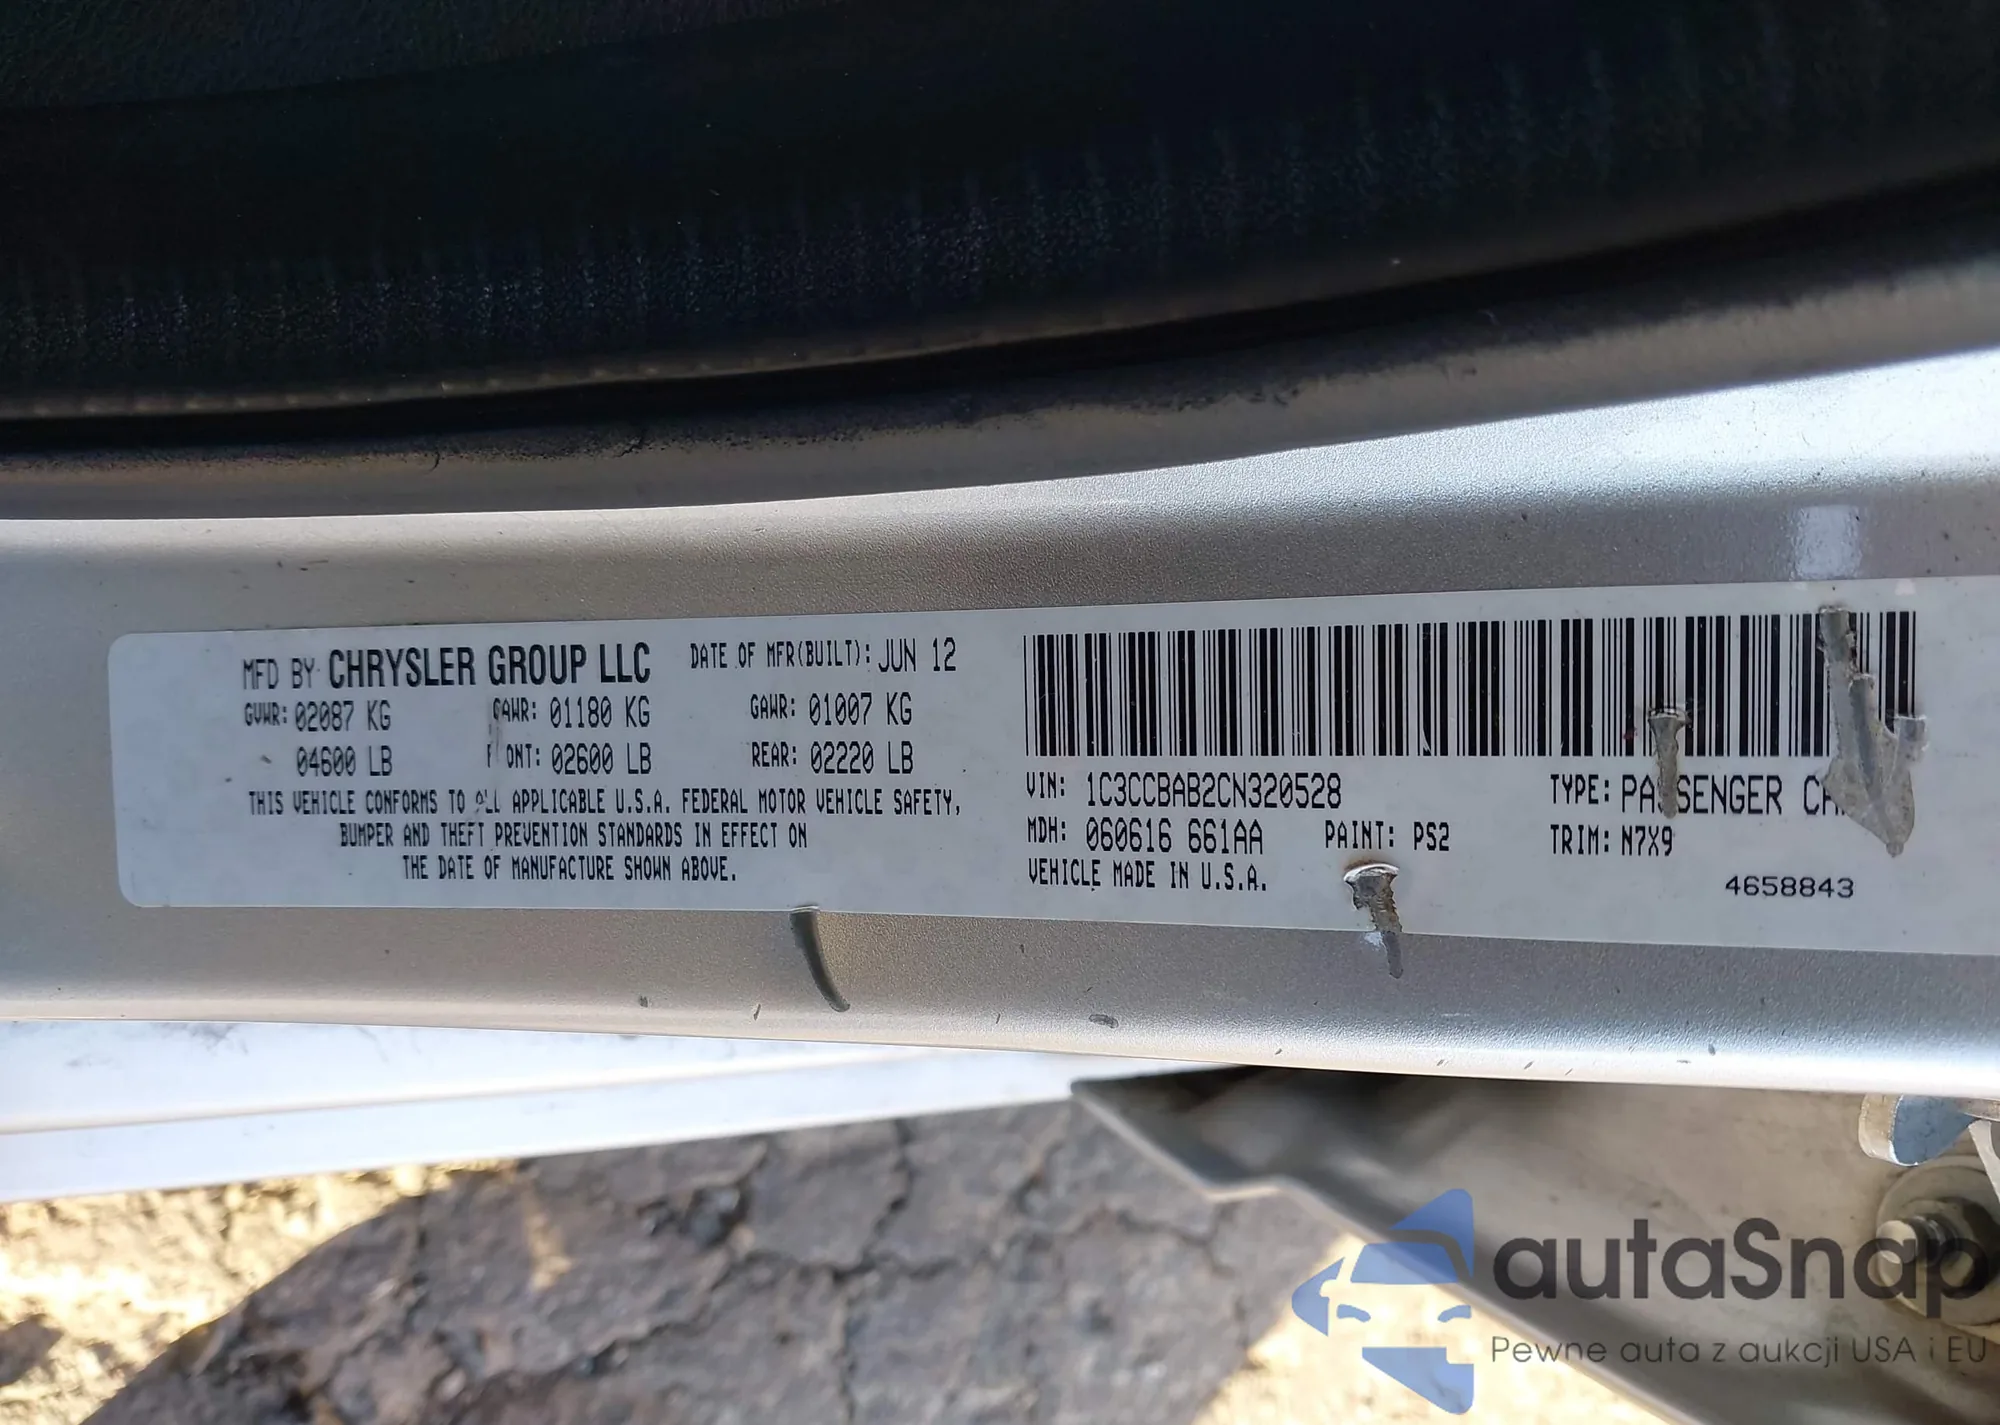 MFD BY CHRYSLER GROUP LLC DATE OF MFR(BUILT): JUN 12
GVWR: 02087 KG GAWR: 01180 KG GAWR: 01007 KG
04600 LB FRONT: 02600 LB REAR: 02220 LB
THIS VEHICLE CONFORMS TO ALL APPLICABLE U.S.A. FEDERAL MOTOR VEHICLE SAFETY,
BUMPER AND THEFT PREVENTION STANDARDS IN EFFECT ON
THE DATE OF MANUFACTURE SHOWN ABOVE.
VIN: 1C3CCBAB2CN320528 TYPE: PASSENGER CAR
MDH: 060616 661AA PAINT: PS2 TRIM: N7X9
VEHICLE MADE IN U.S.A.
4658843
autaSnap
Pewne auta z aukcji USA i EU